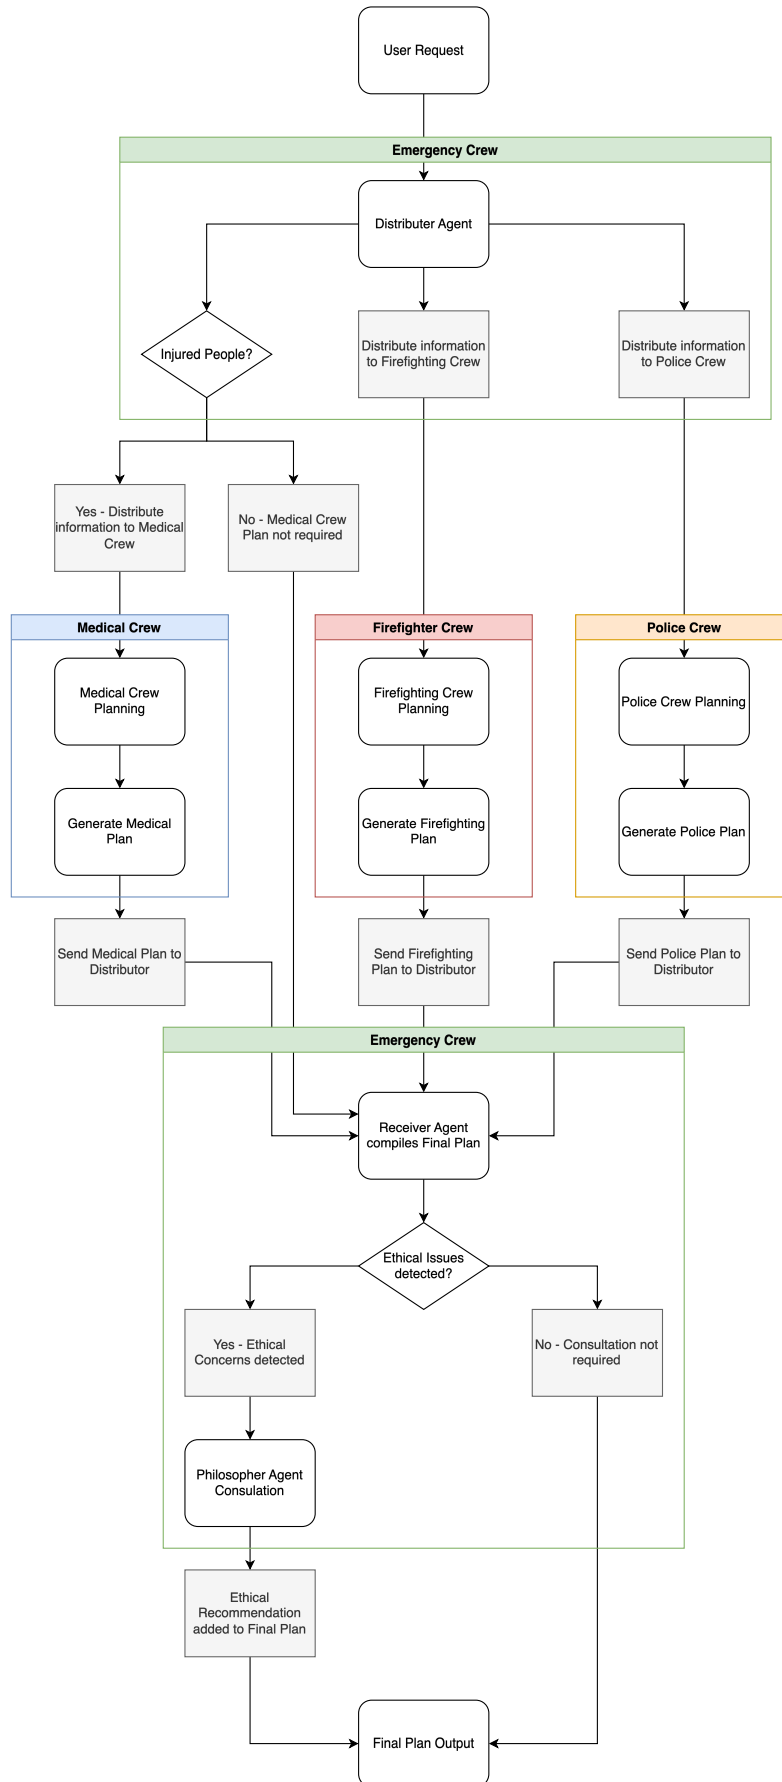 User Request
Emergency Crew
Distributer Agent
Injured People?
Distribute information
to Firefighting Crew
Distribute information
to Police Crew
Yes - Distribute
information to Medical
Crew
No - Medical Crew
Plan not required
Medical Crew
Firefighter Crew
Police Crew
Medical Crew
Planning
Firefighting Crew
Planning
Police Crew Planning
Generate Medical
Plan
Generate Firefighting
Plan
Generate Police Plan
Send Medical Plan to
Distributor
Send Firefighting
Plan to Distributor
Send Police Plan to
Distributor
Emergency Crew
Receiver Agent
compiles Final Plan
Ethical Issues
detected?
Yes - Ethical
Concerns detected
No - Consultation not
required
Philosopher Agent
Consulation
Ethical
Recommendation
added to Final Plan
Final Plan Output